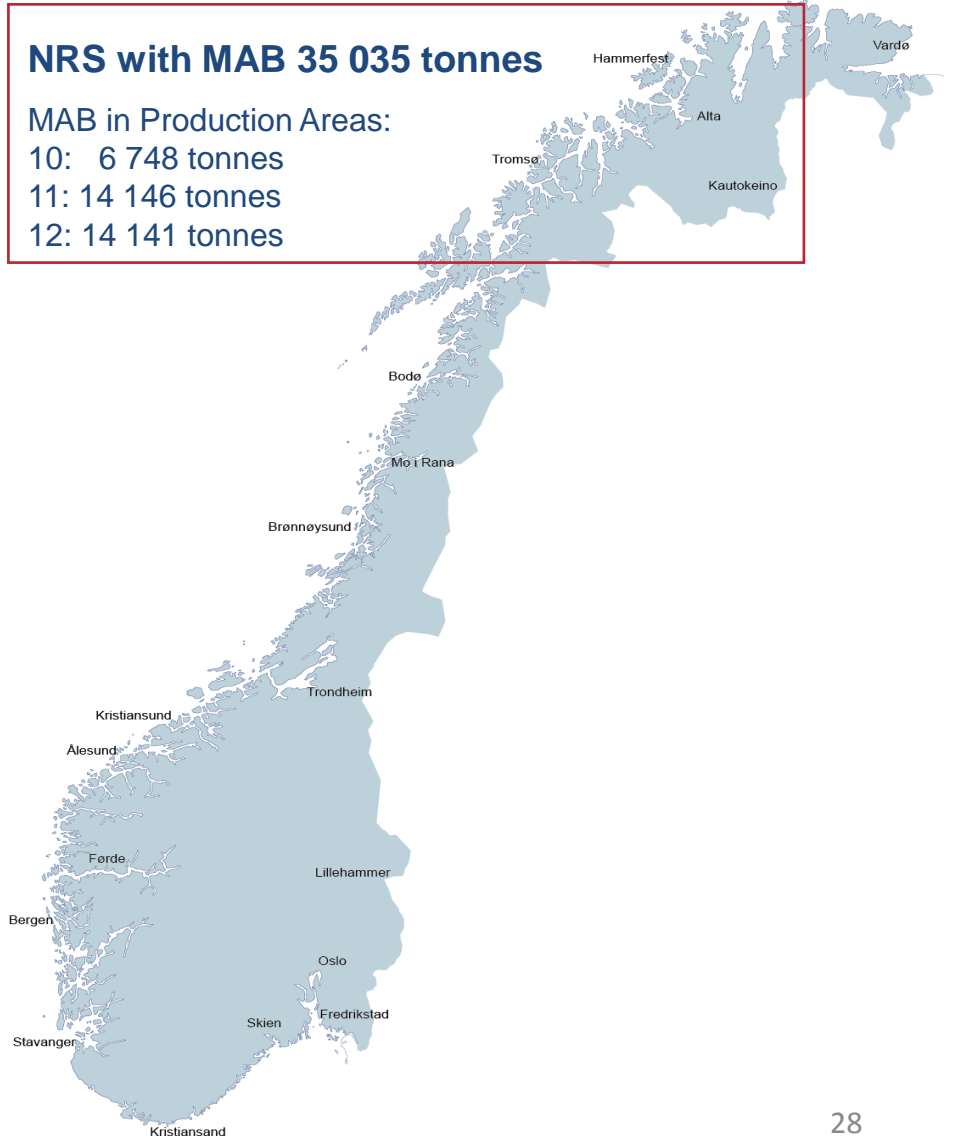 NRS with MAB 35 035 tonnes
MAB in Production Areas:
10: 6 748 tonnes
11: 14 146 tonnes
12: 14 141 tonnes
Vardø
Hammerfest
Alta
Tromsø
Kautokeino
Bodø
Mo i Rana
Brønnøysund
Trondheim
Kristiansund
Ålesund
Førde
Lillehammer
Bergen
Oslo
Fredrikstad
Skien
Stavanger
Kristiansand
28